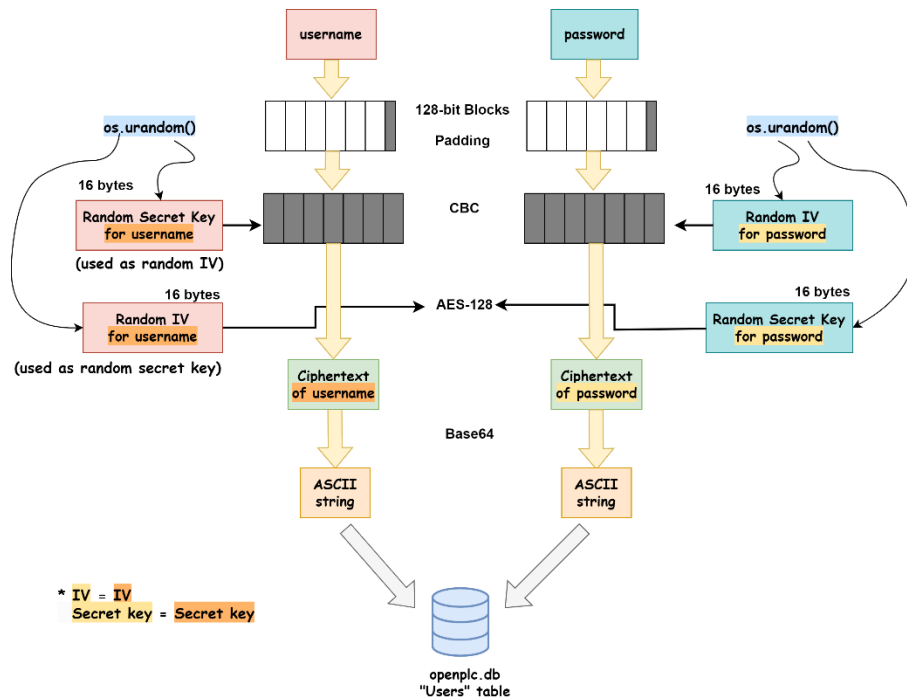 username
password
128-bit Blocks
Padding
os.urandom()
os.urandom()
16 bytes
16 bytes
Random Secret Key
for username
(used as random IV)
CBC
Random IV
for password
16 bytes
Random IV
for username
(used as random secret key)
AES-128
16 bytes
Random Secret Key
for password
Ciphertext
of username
Ciphertext
of password
Base64
ASCII
string
ASCII
string
* IV = IV
Secret key = Secret key
openplc.db
"Users" table